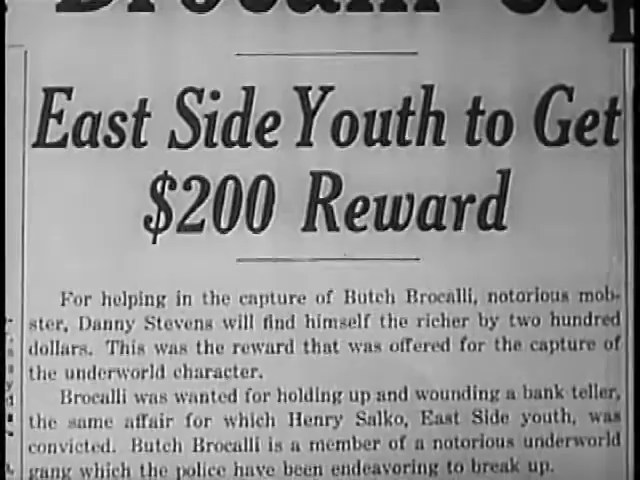 East Side Youth to Get
$200 Reward
For helping in the capture of Butch Brocalli, notorious mob-
ster, Danny Stevens will find himself the richer by two hundred
dollars. This was the reward that was offered for the capture of
the underworld character.
Brocalli was wanted for holding up and wounding a bank teller,
the same affair for which Henry Salko, East Side youth, was
convicted. Butch Brocalli is a member of a notorious underworld
gang which the police have been endeavoring to break up.